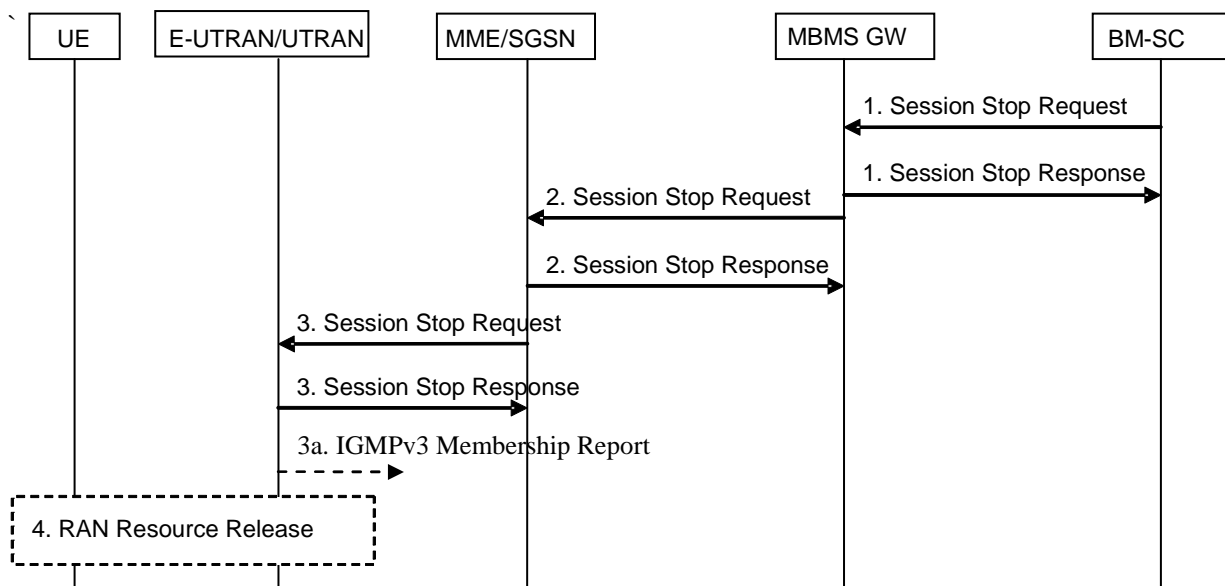 `
UE
E-UTRAN/UTRAN
MME/SGSN
MBMS GW
BM-SC
1. Session Stop Request
1. Session Stop Response
2. Session Stop Request
2. Session Stop Response
3. Session Stop Request
3. Session Stop Response
3a. IGMPv3 Membership Report
4. RAN Resource Release